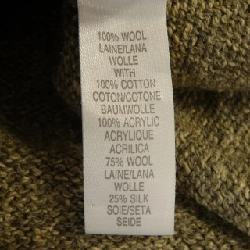 100% WOOL
LAINE/LANA
WOLLE
WITH
100% COTTON
COTON/COTONE
BAUMWOLLE
100% ACRYLIC
ACRYLIQUE
ACRILICA
75% WOOL
LAINE/LANA
WOLLE
25% SILK
SOIE/SETA
SEIDE